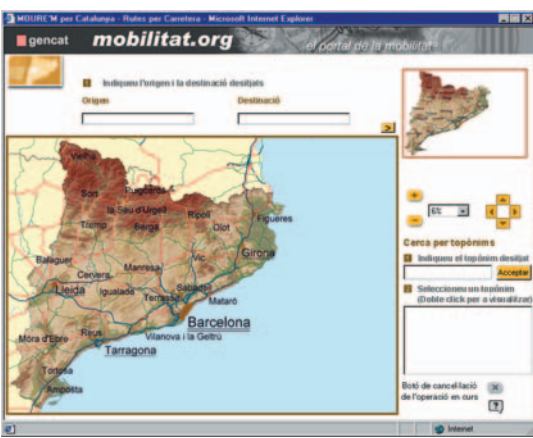 MOURE'M per Catalunya - Rutes per Carretera - Microsoft Internet Explorer
gencat mobilitat.org el portal de la mobilitat
Indiqueu l'origen i la destinació desitjats
Origen Destinació
>
Vielha
Sort
Puigcerdà
la Seu d'Urgell
Ripoll
Figueres
Tremp
Berga
Olot
Girona
Balaguer
Manresa
Vic
Cervera
Lleida
Igualada
Terrassa
Sabadell
Mataró
Barcelona
Reus
Vilanova i la Geltrú
Móra d'Ebre
Tarragona
Tortosa
Amposta
+
6%
-
Cerca per topònims
Indiqueu el topònim desitjat
Acceptar
Seleccioneu un topònim
(Doble click per a visualitzar)
Botó de cancel·lació
de l'operació en curs
?
Internet